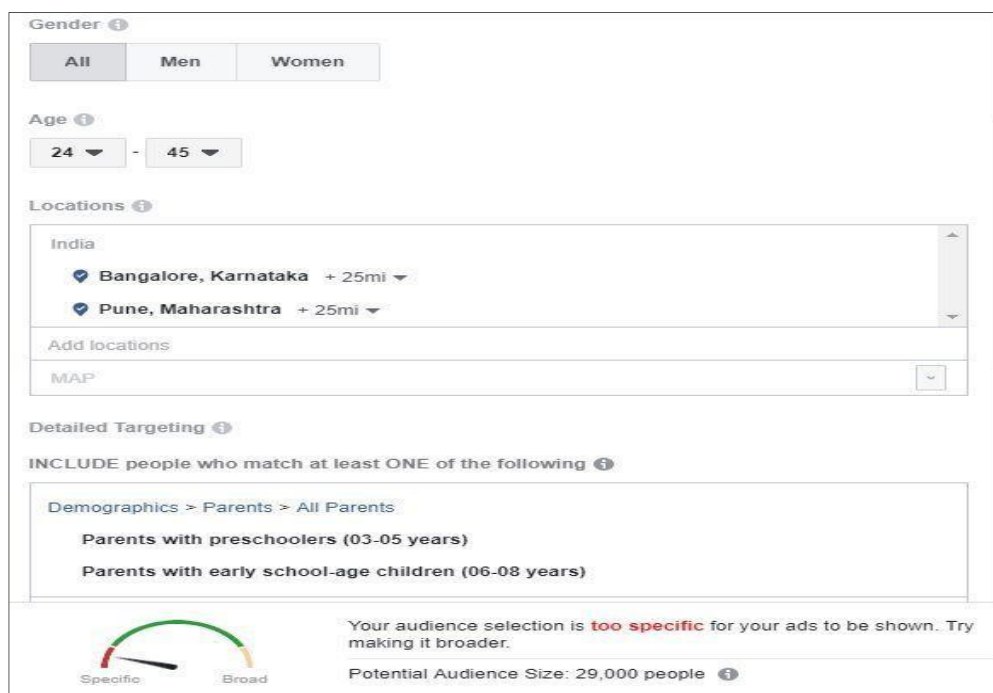 Gender
All Men Women
Age
24 - 45
Locations
India
Bangalore, Karnataka + 25mi
Pune, Maharashtra + 25mi
Add locations
MAP
Detailed Targeting
INCLUDE people who match at least ONE of the following
Demographics > Parents > All Parents
Parents with preschoolers (03-05 years)
Parents with early school-age children (06-08 years)
Specific Broad
Your audience selection is too specific for your ads to be shown. Try
making it broader.
Potential Audience Size: 29,000 people